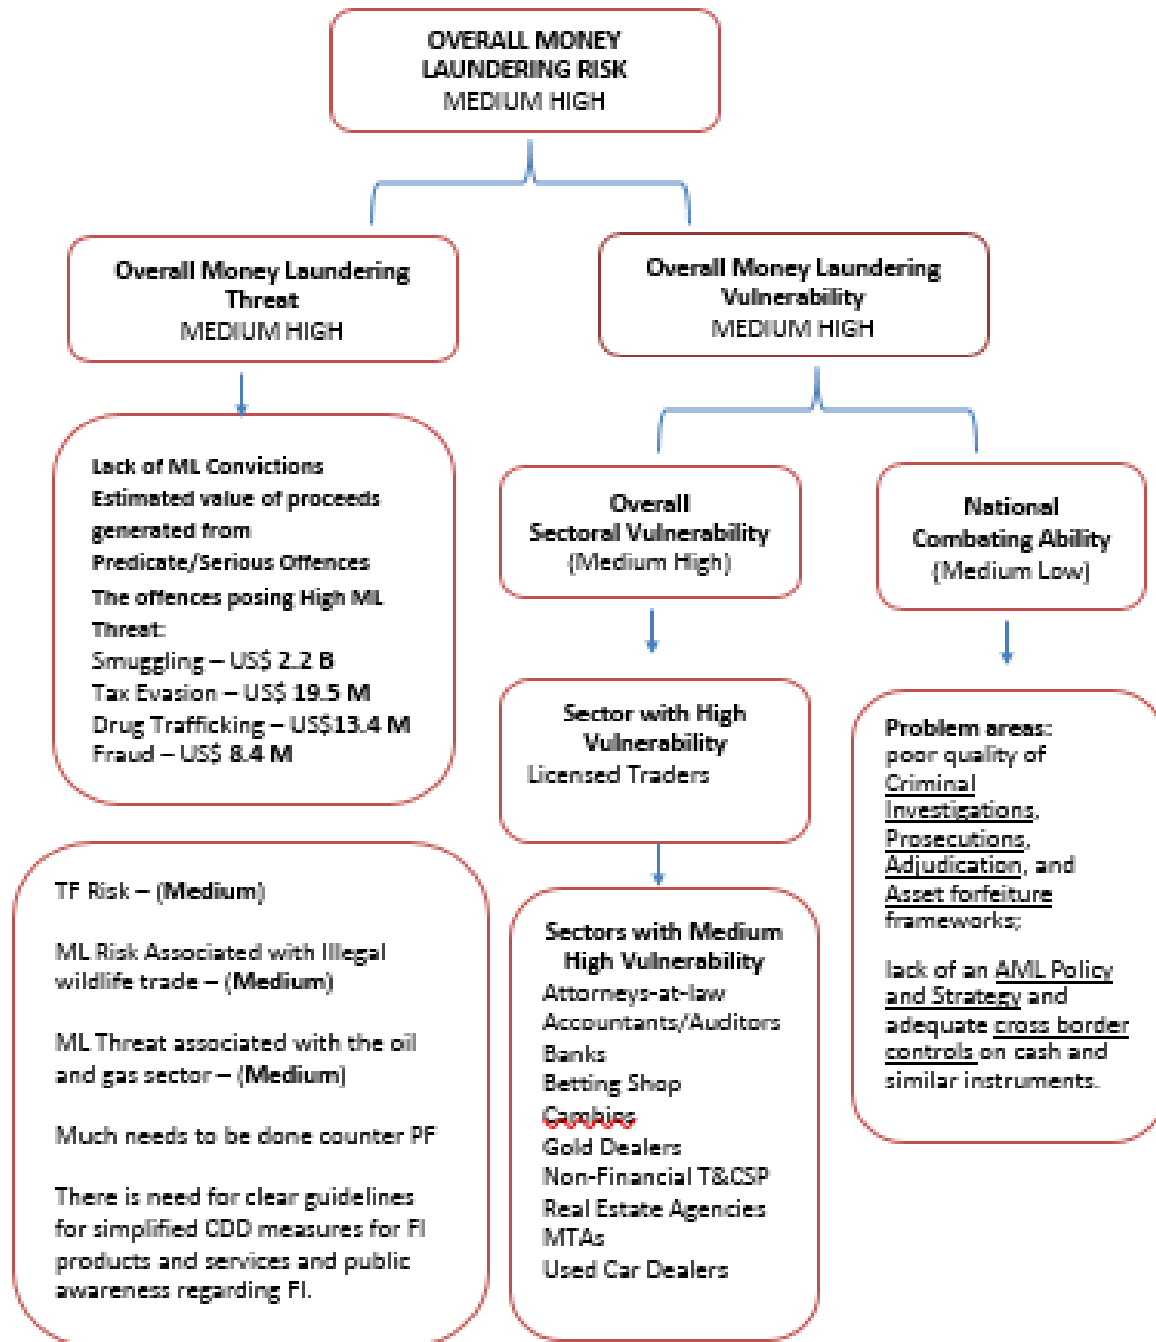 OVERALL MONEY
LAUNDERING RISK
MEDIUM HIGH
Overall Money Laundering
Threat
MEDIUM HIGH
Overall Money Laundering
Vulnerability
MEDIUM HIGH
Lack of ML Convictions
Estimated value of proceeds
generated from
Predicate/Serious Offences
The offences posing High ML
Threat:
Smuggling – US$ 2.2 B
Tax Evasion – US$ 19.5 M
Drug Trafficking – US$13.4 M
Fraud – US$ 8.4 M
Overall
Sectoral Vulnerability
(Medium High)
National
Combating Ability
(Medium Low)
Sector with High
Vulnerability
Licensed Traders
Problem areas:
poor quality of
Criminal
Investigations,
Prosecutions,
Adjudication, and
Asset forfeiture
frameworks;
lack of an AML Policy
and Strategy and
adequate cross border
controls on cash and
similar instruments.
TF Risk – (Medium)
ML Risk Associated with Illegal
wildlife trade – (Medium)
ML Threat associated with the oil
and gas sector – (Medium)
Much needs to be done counter PF
There is need for clear guidelines
for simplified CDD measures for FI
products and services and public
awareness regarding FI.
Sectors with Medium
High Vulnerability
Attorneys-at-law
Accountants/Auditors
Banks
Betting Shop
Cambios
Gold Dealers
Non-Financial T&CSP
Real Estate Agencies
MTAs
Used Car Dealers